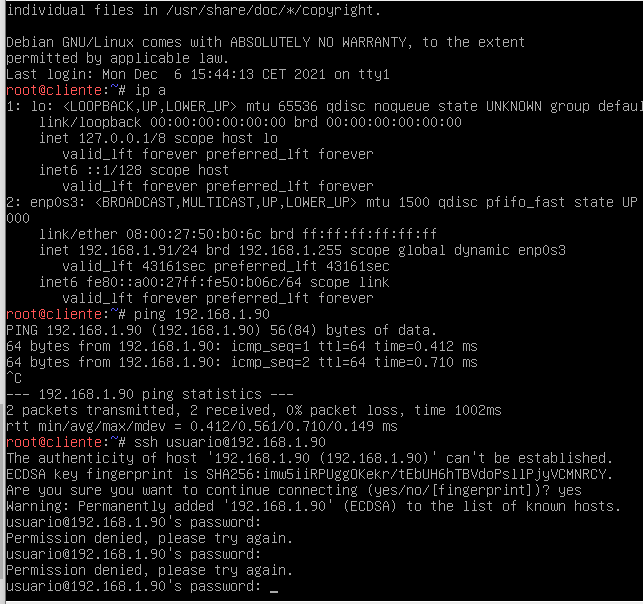 individual files in /usr/share/doc/*/copyright.
Debian GNU/Linux comes with ABSOLUTELY NO WARRANTY, to the extent
permitted by applicable law.
Last login: Mon Dec  6 15:44:13 CET 2021 on tty1
root@cliente:~# ip a
1: lo: <LOOPBACK,UP,LOWER_UP> mtu 65536 qdisc noqueue state UNKNOWN group defaul
    link/loopback 00:00:00:00:00:00 brd 00:00:00:00:00:00
    inet 127.0.0.1/8 scope host lo
       valid_lft forever preferred_lft forever
    inet6 ::1/128 scope host
       valid_lft forever preferred_lft forever
2: enp0s3: <BROADCAST,MULTICAST,UP,LOWER_UP> mtu 1500 qdisc pfifo_fast state UP
000
    link/ether 08:00:27:50:b0:6c brd ff:ff:ff:ff:ff:ff
    inet 192.168.1.91/24 brd 192.168.1.255 scope global dynamic enp0s3
       valid_lft 43161sec preferred_lft 43161sec
    inet6 fe80::a00:27ff:fe50:b06c/64 scope link
       valid_lft forever preferred_lft forever
root@cliente:~# ping 192.168.1.90
PING 192.168.1.90 (192.168.1.90) 56(84) bytes of data.
64 bytes from 192.168.1.90: icmp_seq=1 ttl=64 time=0.412 ms
64 bytes from 192.168.1.90: icmp_seq=2 ttl=64 time=0.710 ms
^C
--- 192.168.1.90 ping statistics ---
2 packets transmitted, 2 received, 0% packet loss, time 1002ms
rtt min/avg/max/mdev = 0.412/0.561/0.710/0.149 ms
root@cliente:~# ssh usuario@192.168.1.90
The authenticity of host '192.168.1.90 (192.168.1.90)' can't be established.
ECDSA key fingerprint is SHA256:imw5iiRPUggOKekr/tEbUH6hTBVdoPsllPjyVCMNRCY.
Are you sure you want to continue connecting (yes/no/[fingerprint])? yes
Warning: Permanently added '192.168.1.90' (ECDSA) to the list of known hosts.
usuario@192.168.1.90's password:
Permission denied, please try again.
usuario@192.168.1.90's password:
Permission denied, please try again.
usuario@192.168.1.90's password: _